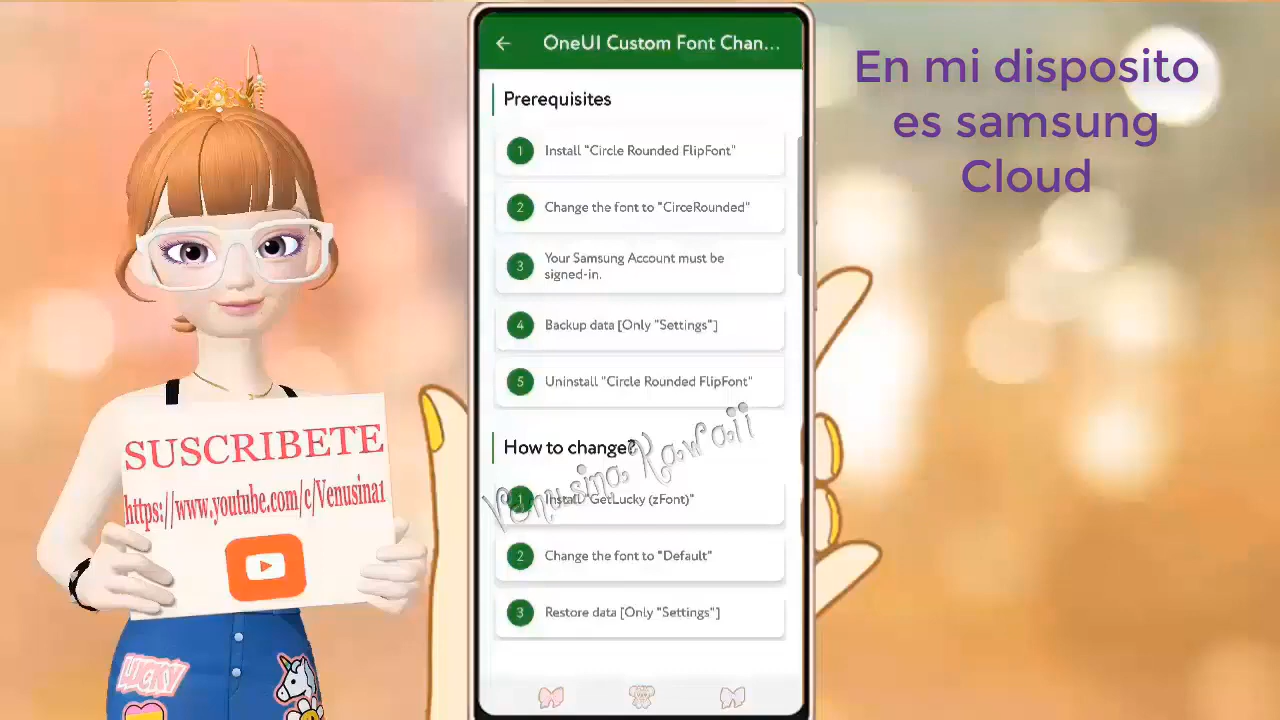 OneUI Custom Font Chan...
Prerequisites
1 Install "Circle Rounded FlipFont"
2 Change the font to "CirceRounded"
3 Your Samsung Account must be
signed-in.
4 Backup data [Only "Settings"]
5 Uninstall "Circle Rounded FlipFont"
How to change?
1 Install "GetLucky (zFont)"
2 Change the font to "Default"
3 Restore data [Only "Settings"]
Venusina Kawaii
En mi disposito
es samsung
Cloud
SUSCRIBETE
https://www.youtube.com/c/Venusina1
LUCKY